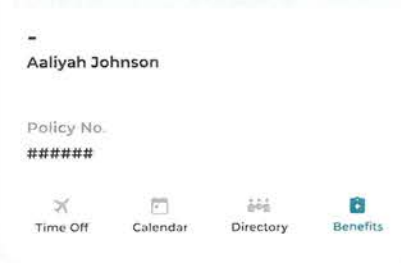 -
Aaliyah Johnson
Policy No.
######
Time Off Calendar Directory Benefits